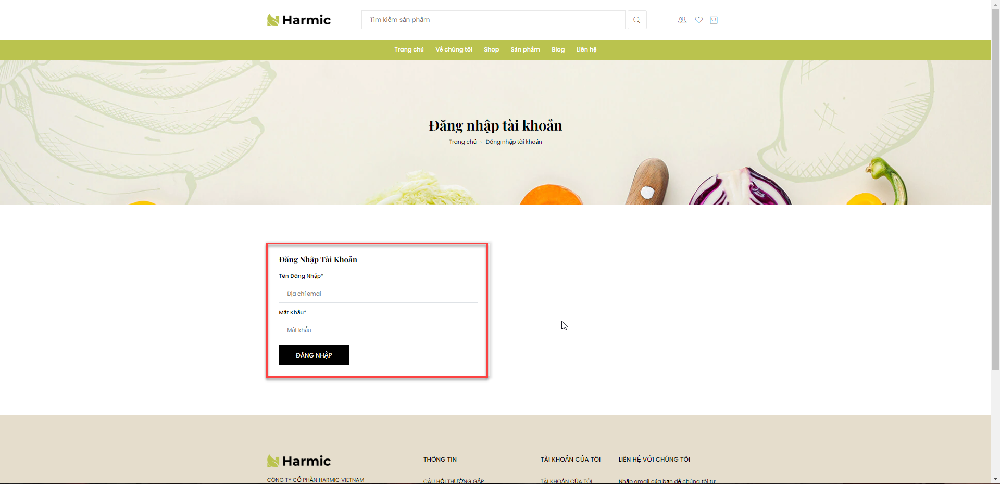 Harmic
Tìm kiếm sản phẩm
Trang chủ Về chúng tôi Shop Sản phẩm Blog Liên hệ
Đăng nhập tài khoản
Trang chủ › Đăng nhập tài khoản
Đăng Nhập Tài Khoản
Tên Đăng Nhập*
Địa chỉ emai
Mật Khẩu*
Mật khẩu
ĐĂNG NHẬP
Harmic
CÔNG TY CỔ PHẦN HARMIC VIETNAM
THÔNG TIN
CÂU HỎI THƯỜNG GẶP
TÀI KHOẢN CỦA TÔI
TÀI KHOẢN CỦA TÔI
LIÊN HỆ VỚI CHÚNG TÔI
Nhập email của bạn để chúng tôi tư